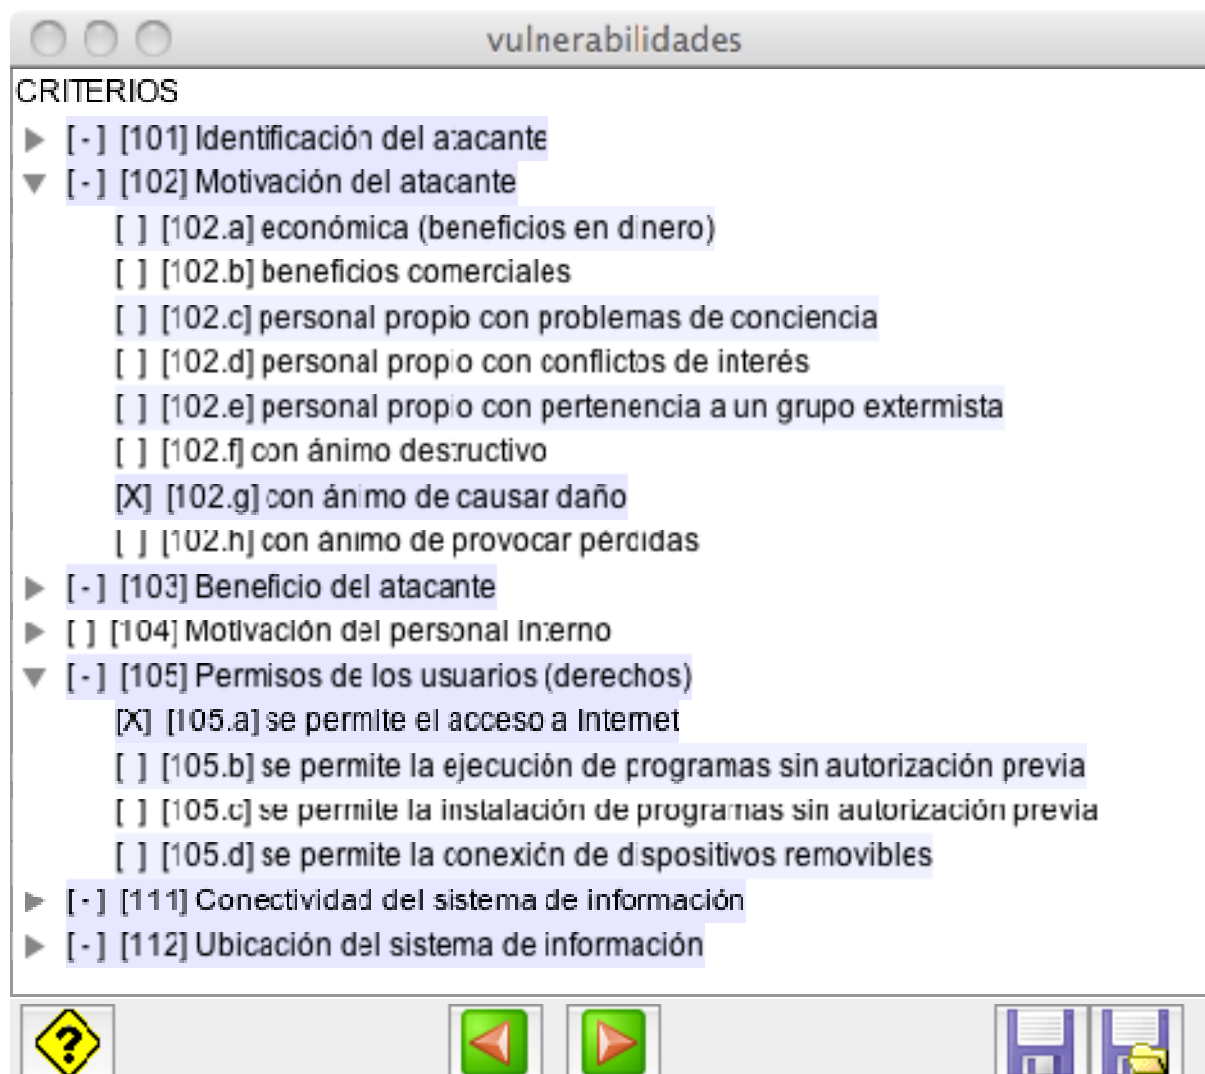 vulnerabilidades
CRITERIOS
[-] [101] Identificación del atacante
[-] [102] Motivación del atacante
[ ] [102.a] económica (beneficios en dinero)
[ ] [102.b] beneficios comerciales
[ ] [102.c] personal propio con problemas de conciencia
[ ] [102.d] personal propio con conflictos de interés
[ ] [102.e] personal propio con pertenencia a un grupo extermista
[ ] [102.f] con ánimo destructivo
[X] [102.g] con ánimo de causar daño
[ ] [102.h] con ánimo de provocar pérdidas
[-] [103] Beneficio del atacante
[ ] [104] Motivación del personal interno
[-] [105] Permisos de los usuarios (derechos)
[X] [105.a] se permite el acceso a Internet
[ ] [105.b] se permite la ejecución de programas sin autorización previa
[ ] [105.c] se permite la instalación de programas sin autorización previa
[ ] [105.d] se permite la conexión de dispositivos removibles
[-] [111] Conectividad del sistema de información
[-] [112] Ubicación del sistema de información
?